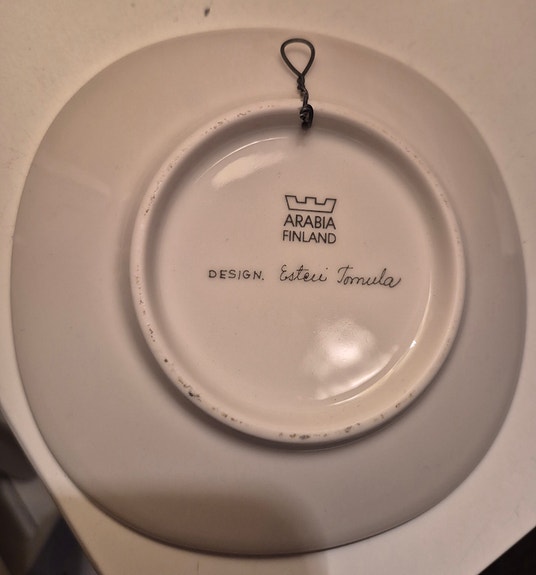 ARABIA
FINLAND
DESIGN. Esteri Tomula